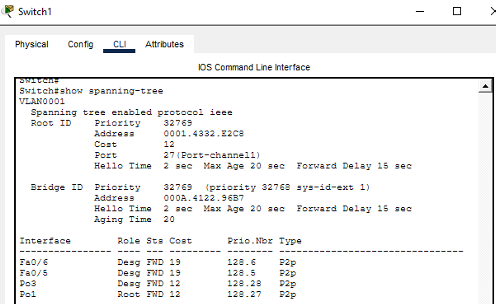 Switch1
Physical Config CLI Attributes
IOS Command Line Interface
Switch#
Switch#show spanning-tree
VLAN0001
Spanning tree enabled protocol ieee
Root ID Priority 32769
Address 0001.4332.E2C8
Cost 12
Port 27(Port-channel1)
Hello Time 2 sec Max Age 20 sec Forward Delay 15 sec
Bridge ID Priority 32769 (priority 32768 sys-id-ext 1)
Address 000A.4122.96B7
Hello Time 2 sec Max Age 20 sec Forward Delay 15 sec
Aging Time 20
Interface Role Sts Cost Prio.Nbr Type
---------------- ---- --- --------- -------- --------------------------------
Fa0/6 Desg FWD 19 128.6 P2p
Fa0/5 Desg FWD 19 128.5 P2p
Po3 Desg FWD 12 128.28 P2p
Po1 Root FWD 12 128.27 P2p